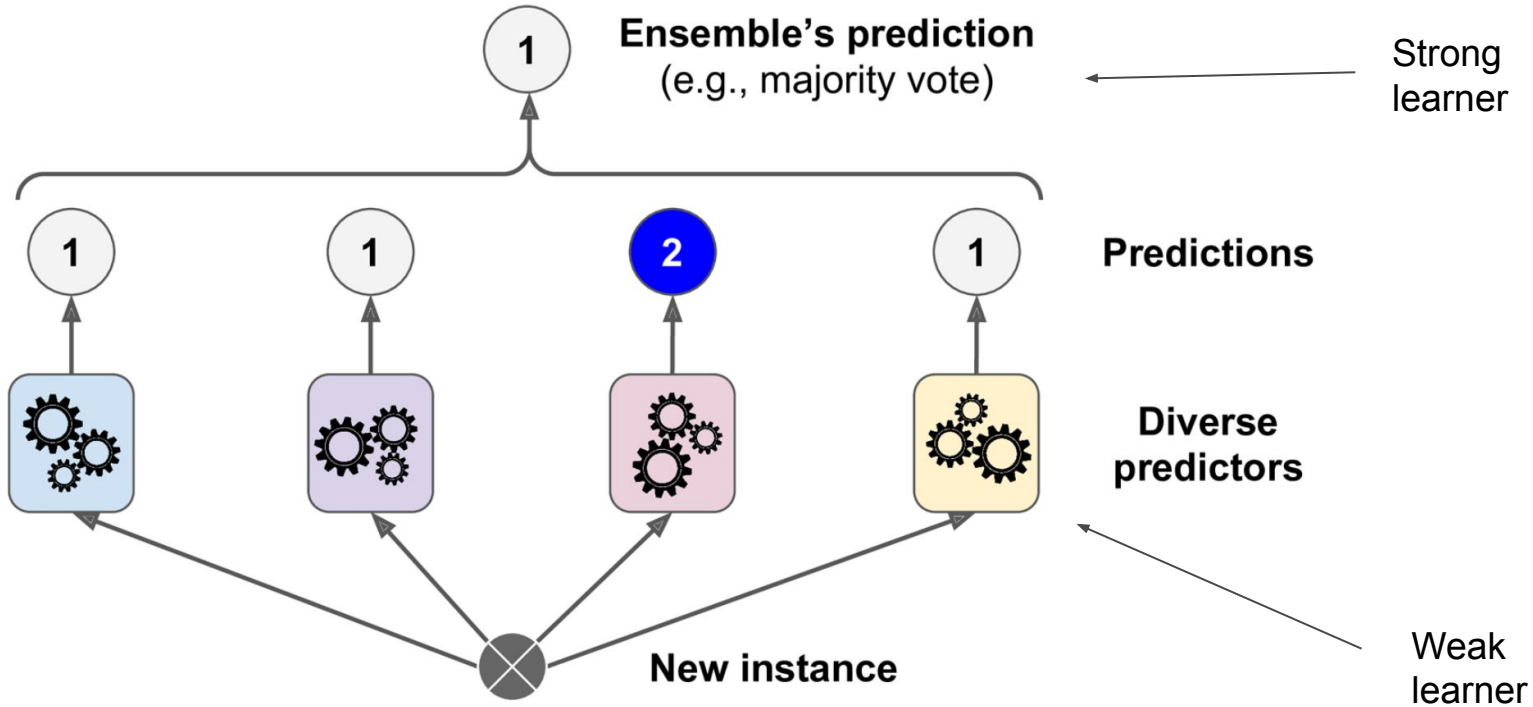 1
Ensemble's prediction
(e.g., majority vote)
Strong
learner
1
1
2
1
Predictions
Diverse
predictors
New instance
Weak
learner